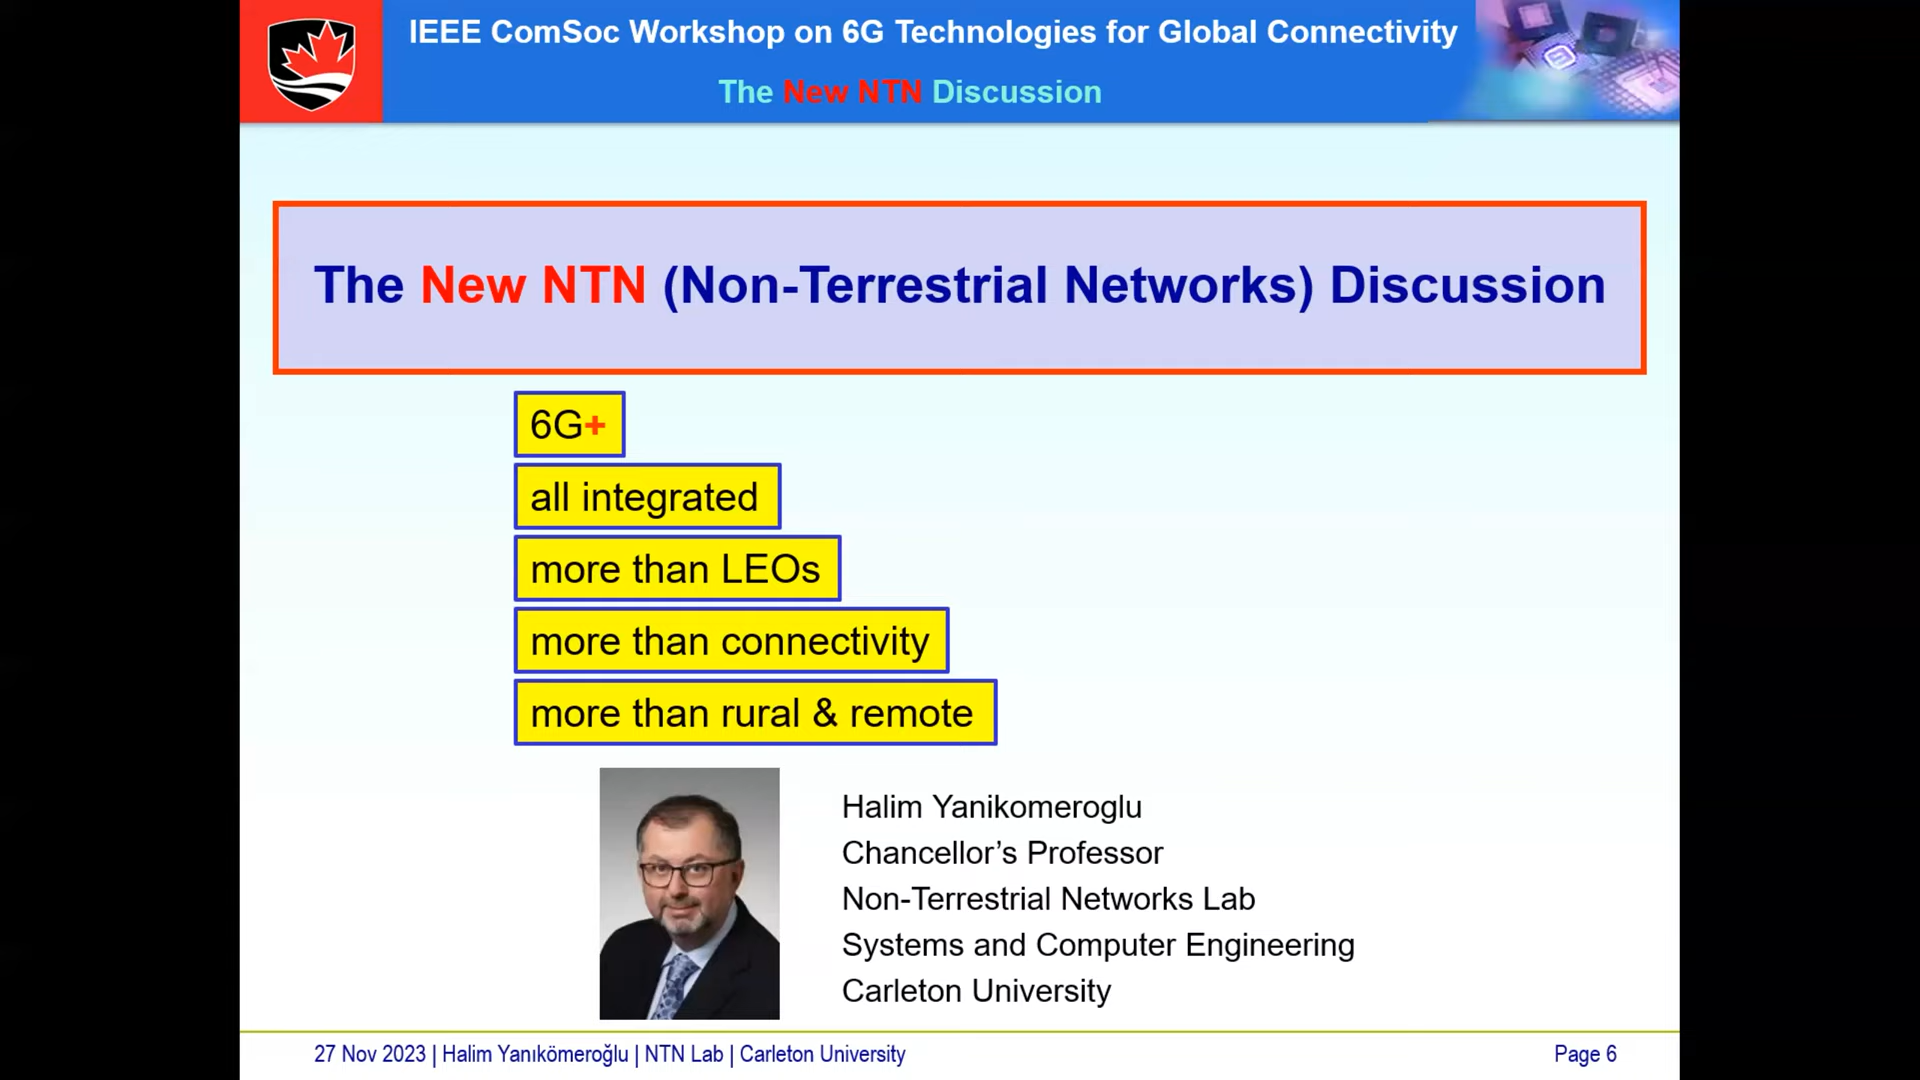 IEEE ComSoc Workshop on 6G Technologies for Global Connectivity
The New NTN Discussion
The New NTN (Non-Terrestrial Networks) Discussion
6G+
all integrated
more than LEOs
more than connectivity
more than rural & remote
Halim Yanikomeroglu
Chancellor’s Professor
Non-Terrestrial Networks Lab
Systems and Computer Engineering
Carleton University
27 Nov 2023 | Halim Yanıkömeroğlu | NTN Lab | Carleton University
Page 6